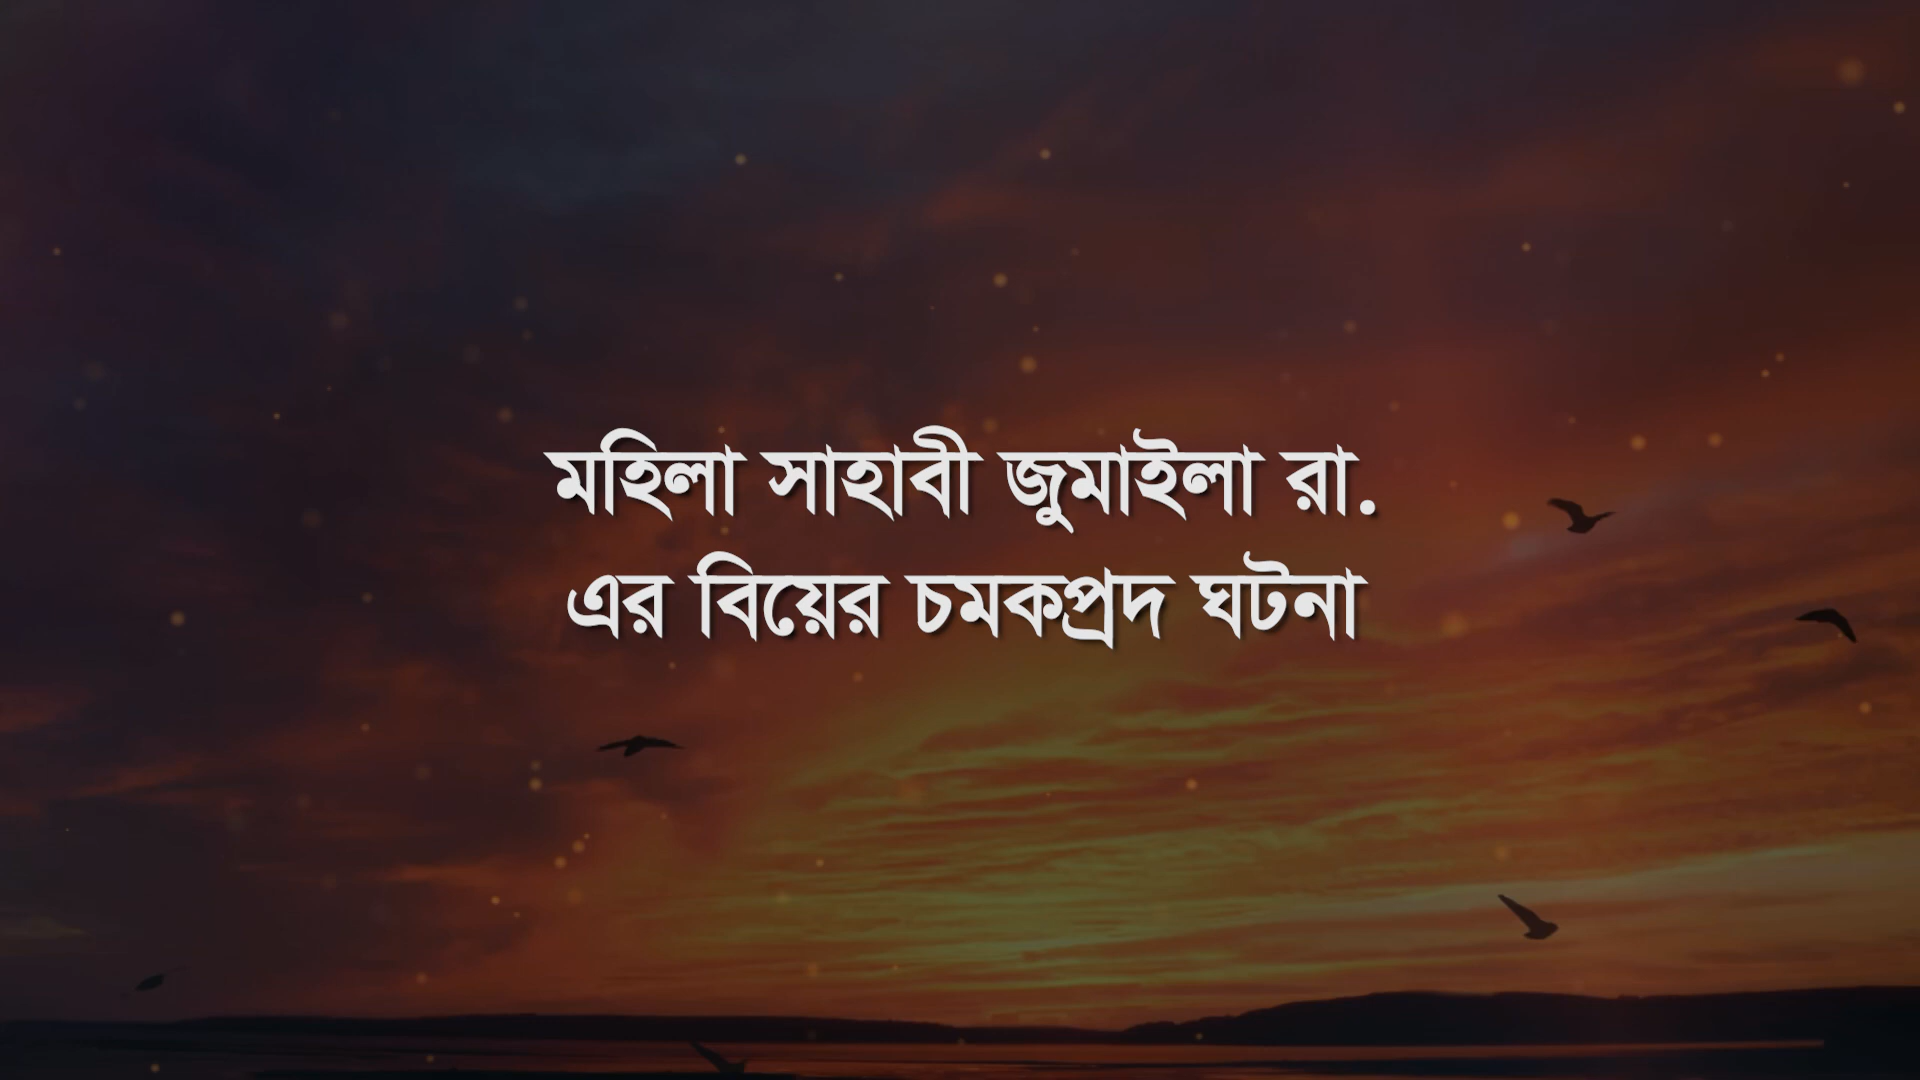 মহিলা সাহাবী জুমাইলা রা.
এর বিয়ের চমকপ্রদ ঘটনা